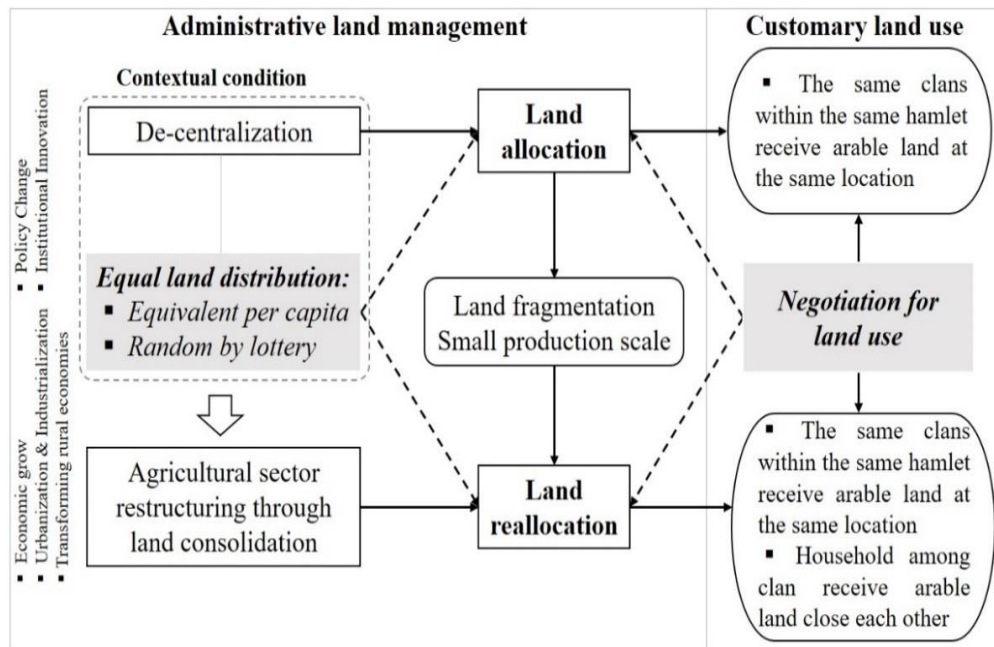 Administrative land management
Customary land use
Contextual condition
De-centralization
Equal land distribution:
▪ Equivalent per capita
▪ Random by lottery
Agricultural sector
restructuring through
land consolidation
▪ Policy Change
▪ Institutional Innovation
▪ Economic grow
▪ Urbanization & Industrialization
▪ Transforming rural economies
Land
allocation
Land fragmentation
Small production scale
Land
reallocation
▪ The same clans
within the same hamlet
receive arable land at
the same location
Negotiation for
land use
▪ The same clans
within the same hamlet
receive arable land at
the same location
▪ Household among
clan receive arable
land close each other